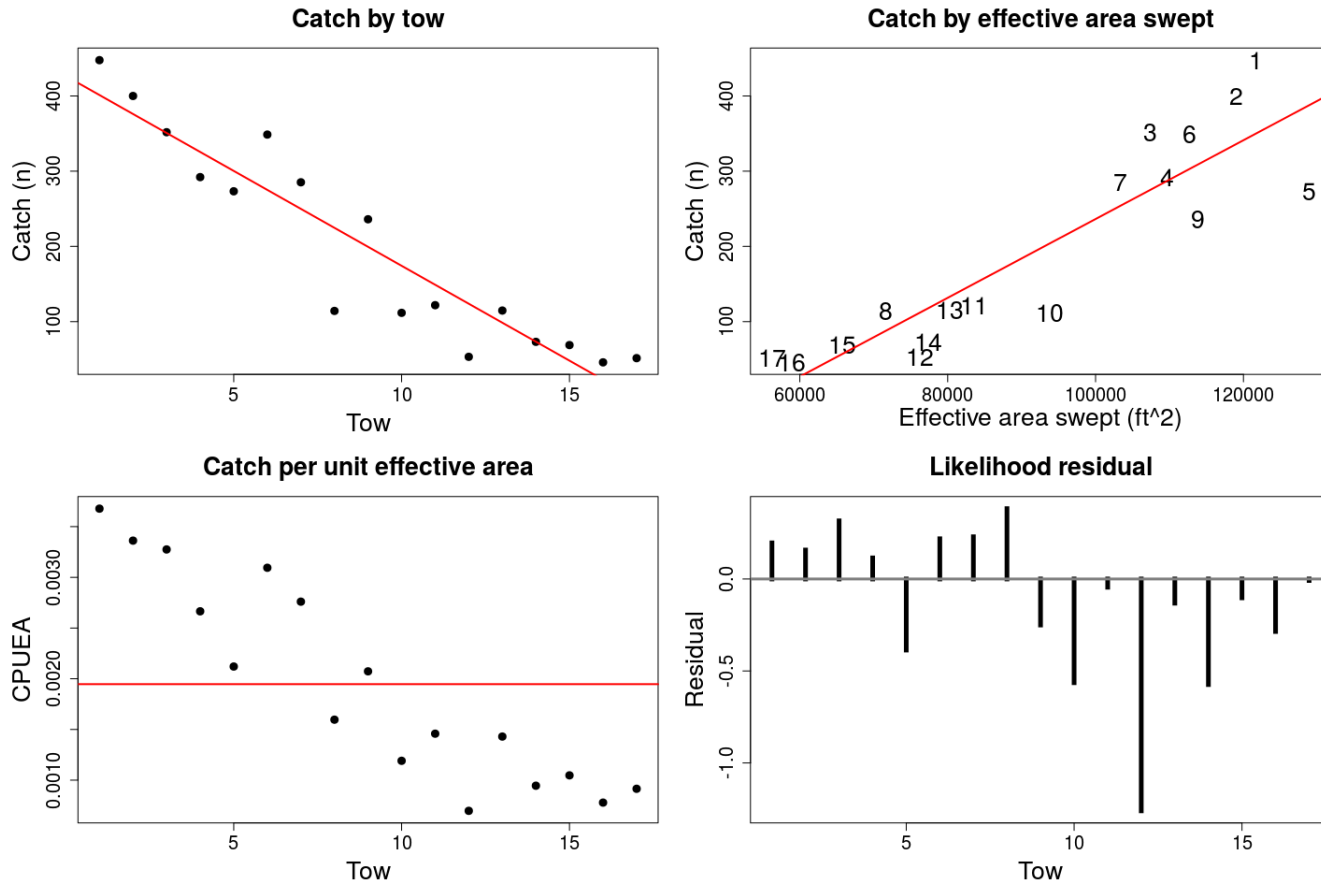 Catch by tow
Catch (n)
400
300
200
100
5 10 15
Tow
Catch by effective area swept
Catch (n)
400
300
200
100
1
2
3 6
7 4 5
9
8 13 11 10
17 16 15 14
12
60000 80000 100000 120000
Effective area swept (ft^2)
Catch per unit effective area
CPUEA
0.0030
0.0020
0.0010
5 10 15
Tow
Likelihood residual
Residual
0.0
-0.5
-1.0
5 10 15
Tow